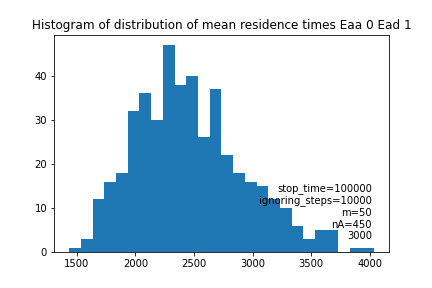 Histogram of distribution of mean residence times Eaa 0 Ead 1
40
30
20
10
0
stop_time=100000
ignoring_steps=10000
m=50
nA=450
3000
1500 2000 2500 3000 3500 4000